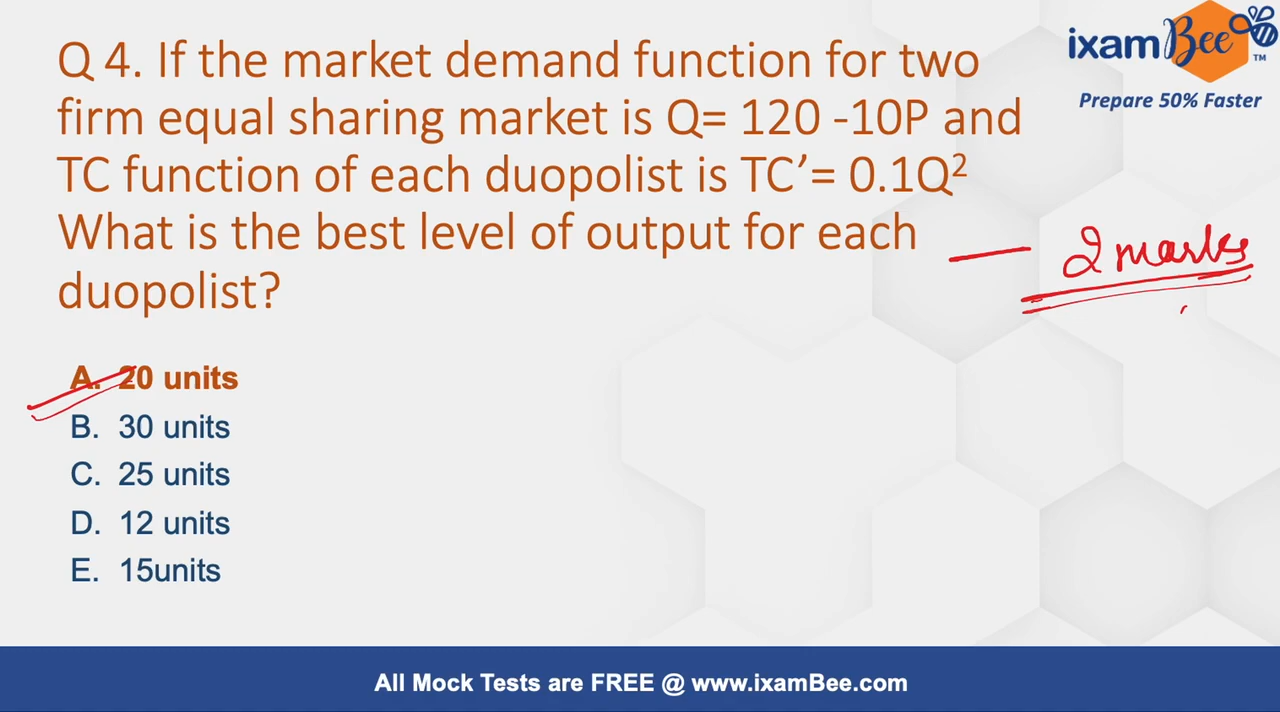 ixamBee
TM
Prepare 50% Faster
Q 4. If the market demand function for two
firm equal sharing market is Q= 120 -10P and
TC function of each duopolist is TC’= 0.1Q²
What is the best level of output for each
duopolist?
— 2 marks
A. 20 units
B. 30 units
C. 25 units
D. 12 units
E. 15units
All Mock Tests are FREE @ www.ixamBee.com